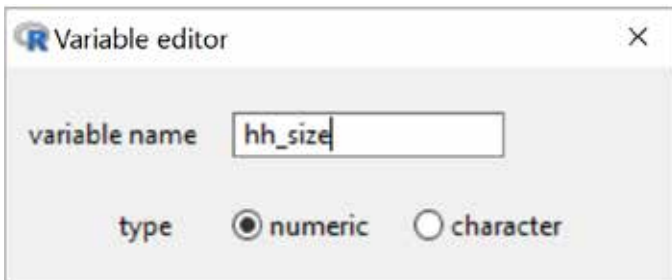 R Variable editor
variable name hh_size
type numeric character